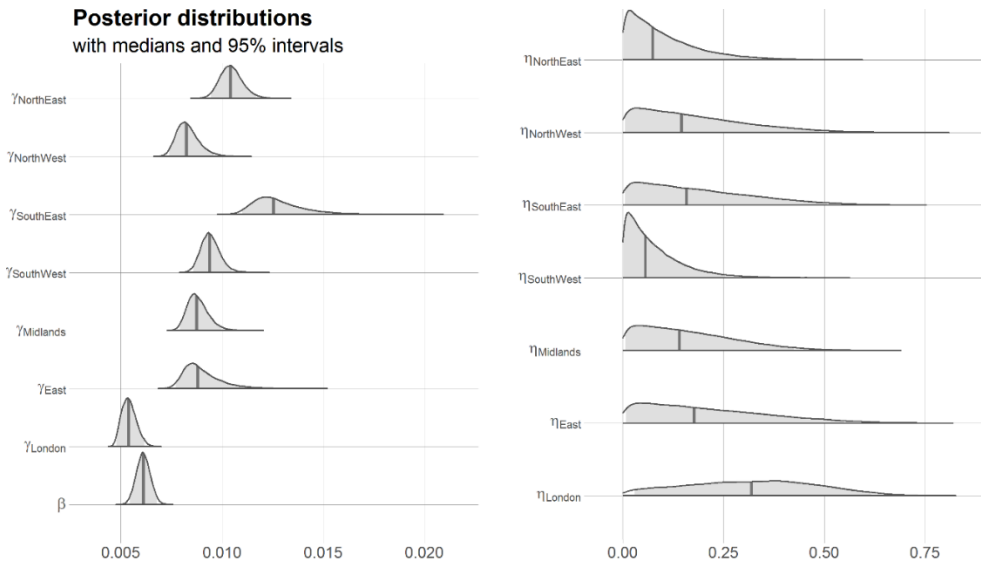 Posterior distributions
with medians and 95% intervals
γNorthEast
γNorthWest
γSouthEast
γSouthWest
γMidlands
γEast
γLondon
β
0.005 0.010 0.015 0.020
ηNorthEast
ηNorthWest
ηSouthEast
ηSouthWest
ηMidlands
ηEast
ηLondon
0.00 0.25 0.50 0.75